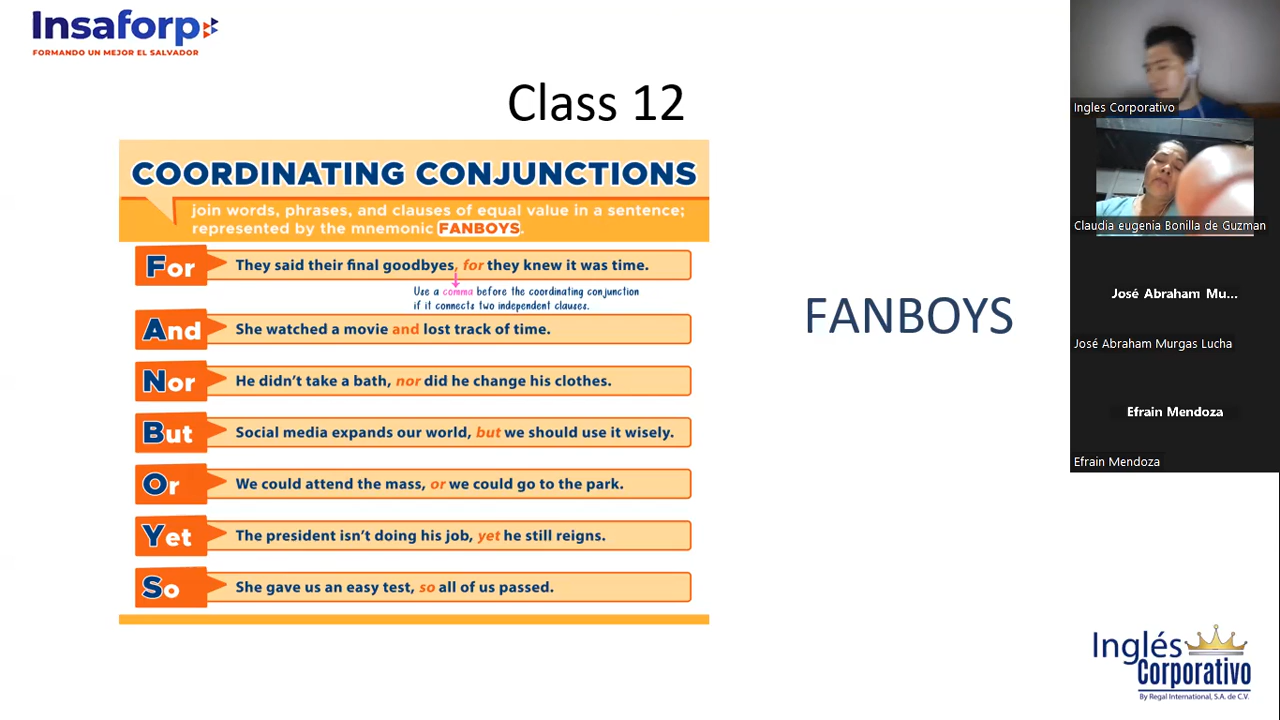 Insaforp
FORMANDO UN MEJOR EL SALVADOR
Class 12
COORDINATING CONJUNCTIONS
join words, phrases, and clauses of equal value in a sentence;
represented by the mnemonic FANBOYS.
For
They said their final goodbyes, for they knew it was time.
Use a comma before the coordinating conjunction
if it connects two independent clauses.
And
She watched a movie and lost track of time.
Nor
He didn't take a bath, nor did he change his clothes.
But
Social media expands our world, but we should use it wisely.
Or
We could attend the mass, or we could go to the park.
Yet
The president isn't doing his job, yet he still reigns.
So
She gave us an easy test, so all of us passed.
FANBOYS
Ingles Corporativo
Claudia eugenia Bonilla de Guzman
José Abraham Mu...
José Abraham Murgas Lucha
Efrain Mendoza
Efrain Mendoza
Inglés
Corporativo
By Regal International, S.A. de C.V.